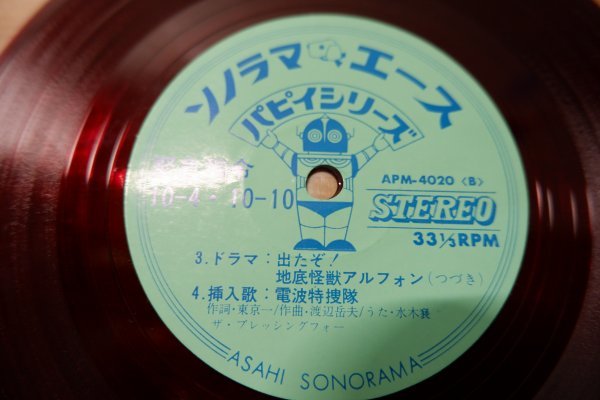 ソノラマエース
パピイシリーズ
10-4・10-10
APM-4020 〈B〉
STEREO
33⅓RPM
3. ドラマ：出たぞ！
地底怪獣アルフォン(つづき)
4. 挿入歌：電波特捜隊
作詞・東京一/作曲・渡辺岳夫/うた・水木襄
ザ・ブレッシングフォー
ASAHI SONORAMA